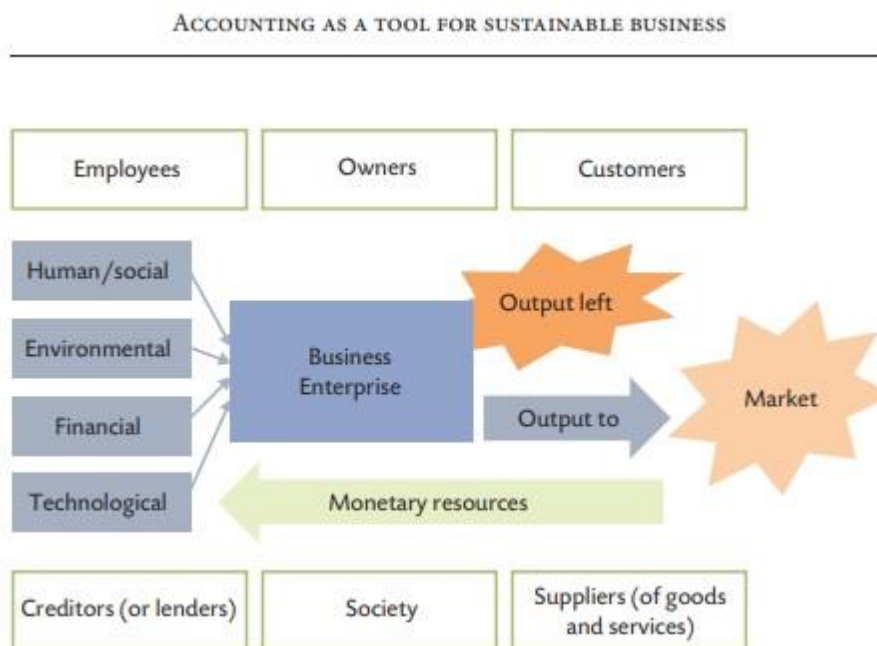 Accounting as a tool for sustainable business
Employees
Owners
Customers
Human/social
Environmental
Financial
Technological
Business
Enterprise
Output left
Output to
Market
Monetary resources
Creditors (or lenders)
Society
Suppliers (of goods
and services)